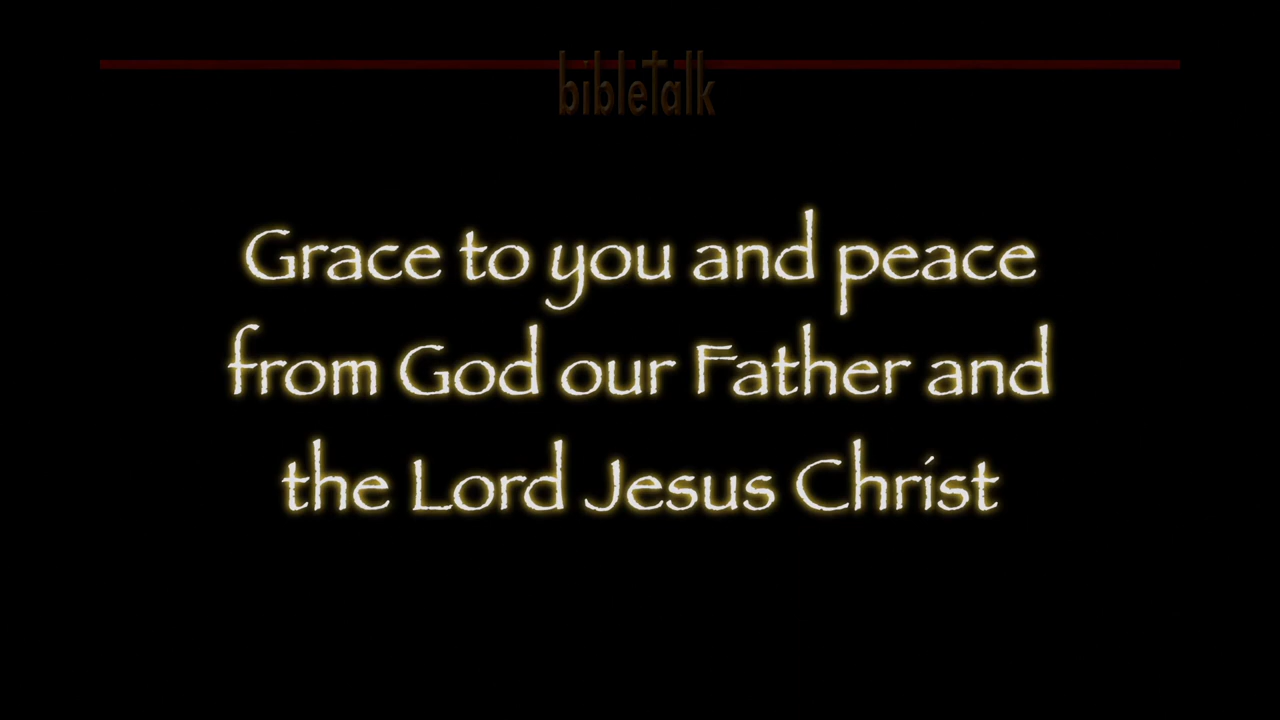 bibleTalk
Grace to you and peace
from God our Father and
the Lord Jesus Christ